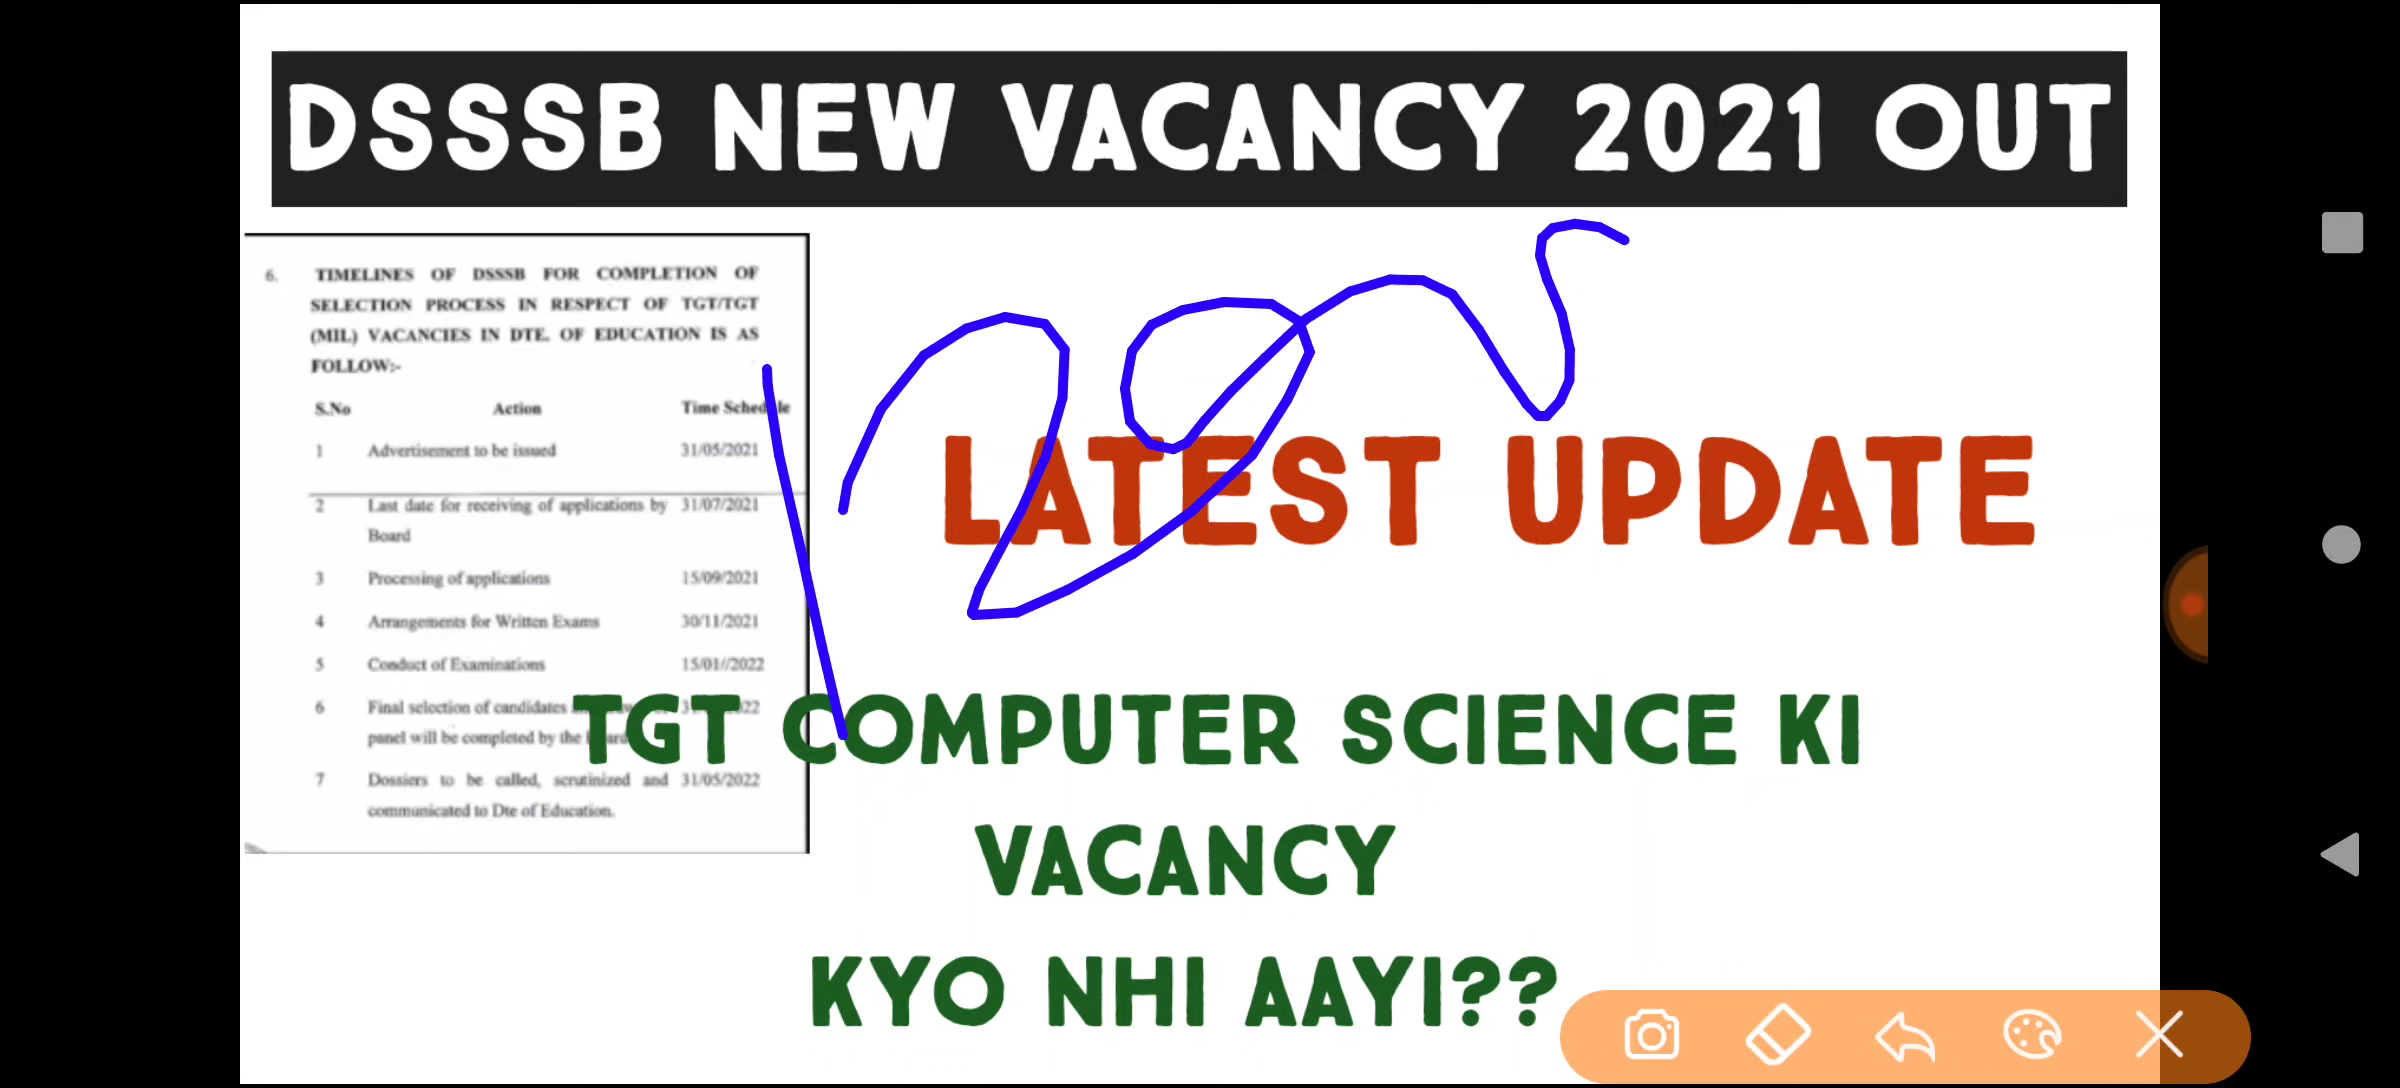 DSSSB NEW VACANCY 2021 OUT
6. TIMELINES OF DSSSB FOR COMPLETION OF
SELECTION PROCESS IN RESPECT OF TGT/TGT
(MIL) VACANCIES IN DTE. OF EDUCATION IS AS
FOLLOW:-
S.No Action Time Schedule
1 Advertisement to be issued 31/05/2021
2 Last date for receiving of applications by 31/07/2021
Board
3 Processing of applications 15/09/2021
4 Arrangements for Written Exams 30/11/2021
5 Conduct of Examinations 15/01//2022
6 Final selection of candidates
panel will be completed by the
7 Dossiers to be called, scrutinized and 31/05/2022
communicated to Dte of Education.
LATEST UPDATE
TGT COMPUTER SCIENCE KI
VACANCY
KYO NHI AAYI??